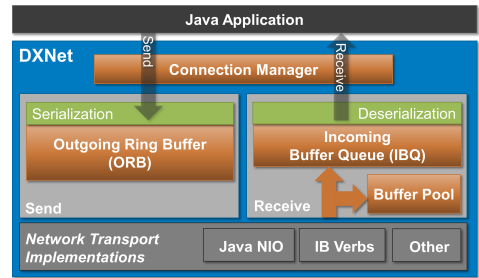 Java Application
DXNet
Send
Receive
Connection Manager
Serialization
Outgoing Ring Buffer
(ORB)
Send
Deserialization
Incoming
Buffer Queue (IBQ)
Buffer Pool
Receive
Network Transport
Implementations
Java NIO
IB Verbs
Other